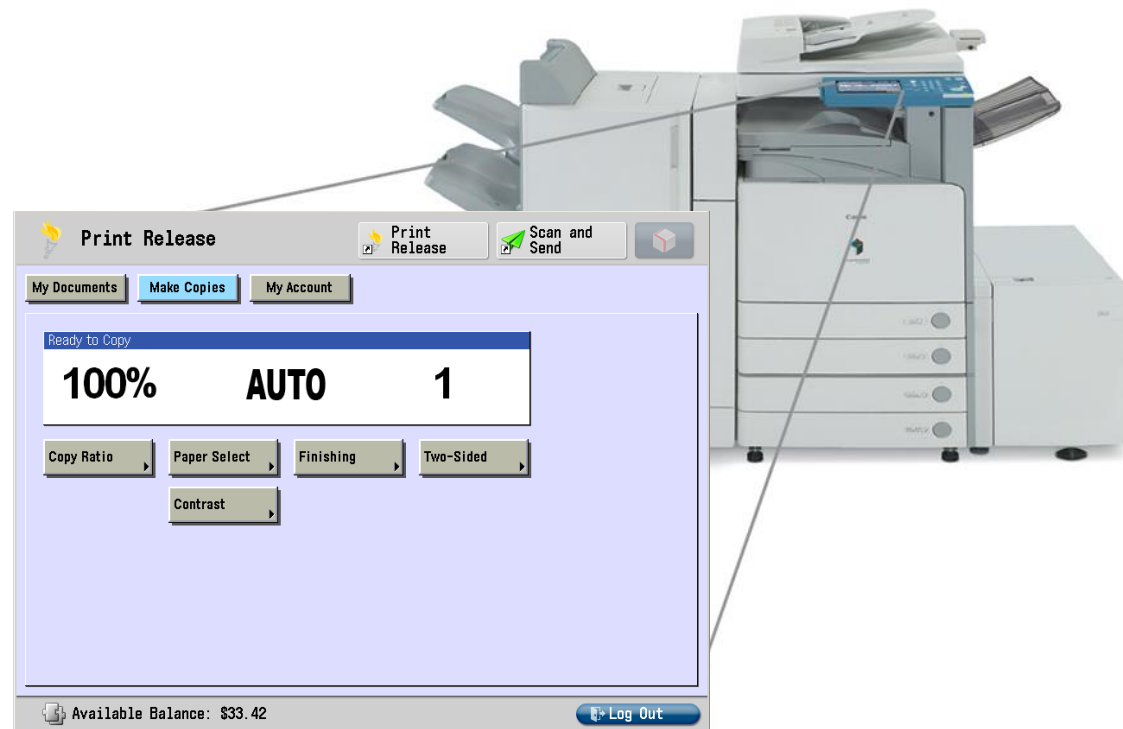 Canon
Print Release
Print
Release
Scan and
Send
My Documents
Make Copies
My Account
Ready to Copy
100%
AUTO
1
Copy Ratio
Paper Select
Finishing
Two-Sided
Contrast
Available Balance: $33.42
Log Out